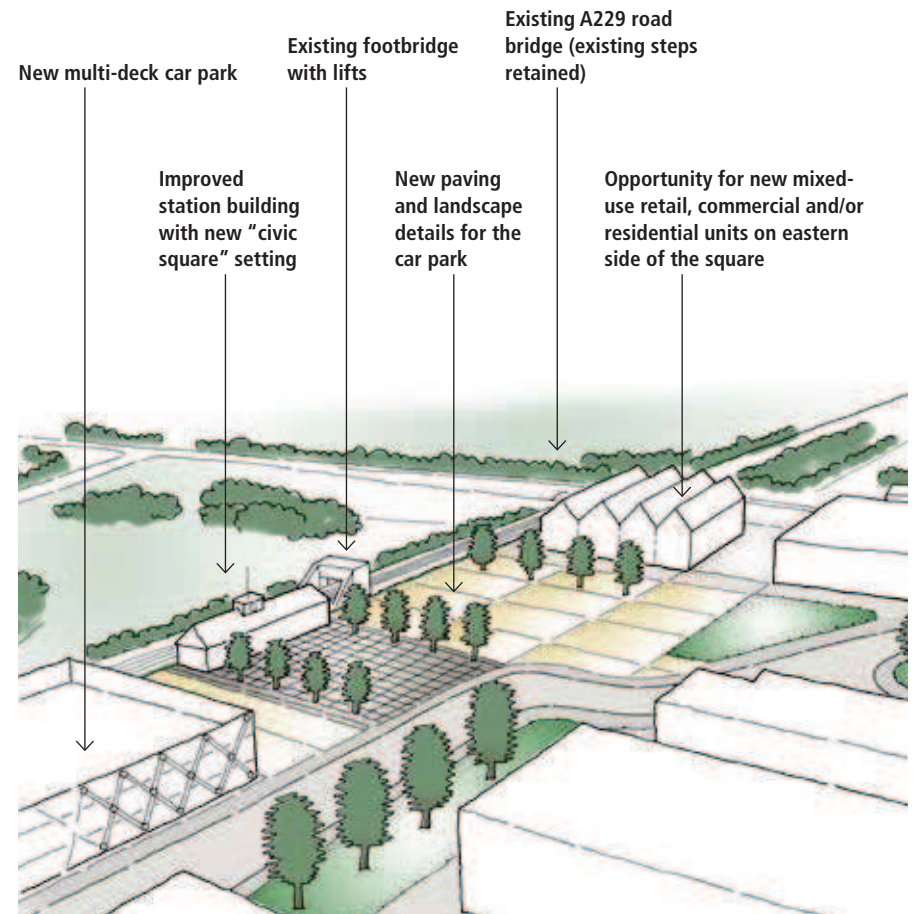 Existing A229 road
bridge (existing steps
retained)
Existing footbridge
with lifts
New multi-deck car park
Improved
station building
with new “civic
square” setting
New paving
and landscape
details for the
car park
Opportunity for new mixed-
use retail, commercial and/or
residential units on eastern
side of the square